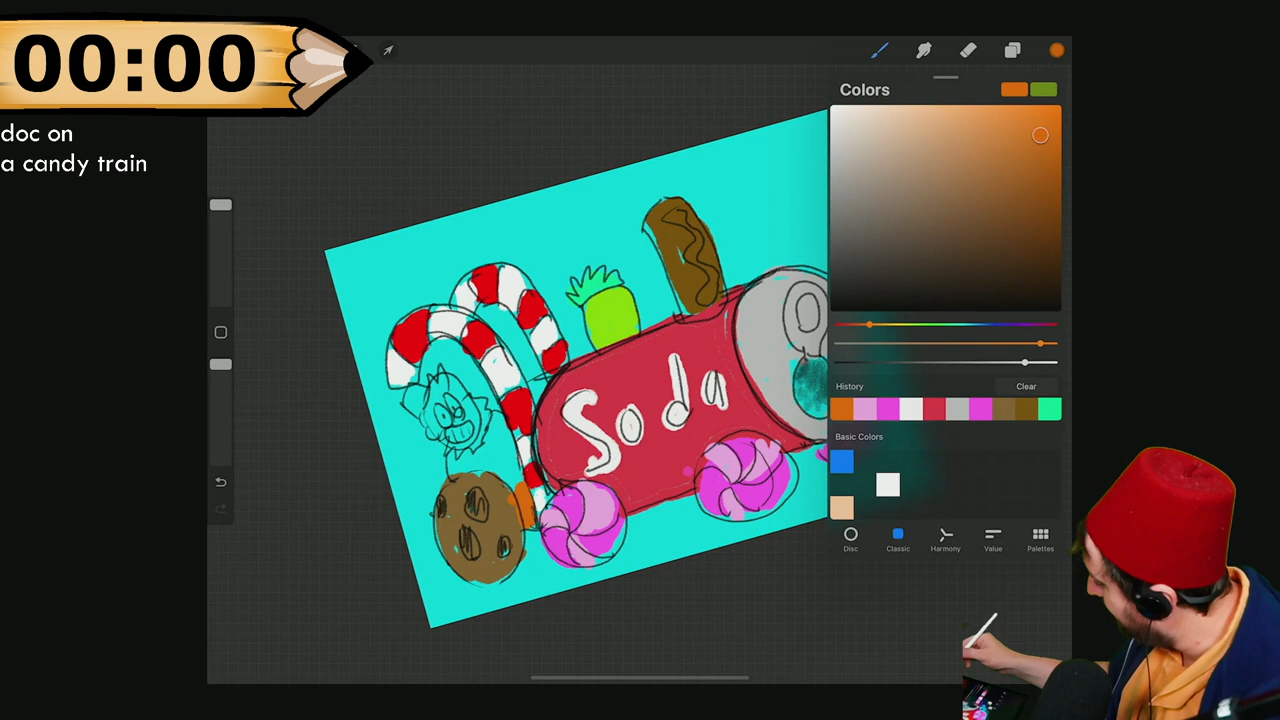 00:00
doc on
a candy train
Colors
Soda
History
Clear
Basic Colors
Disc
Classic
Harmony
Value
Palettes